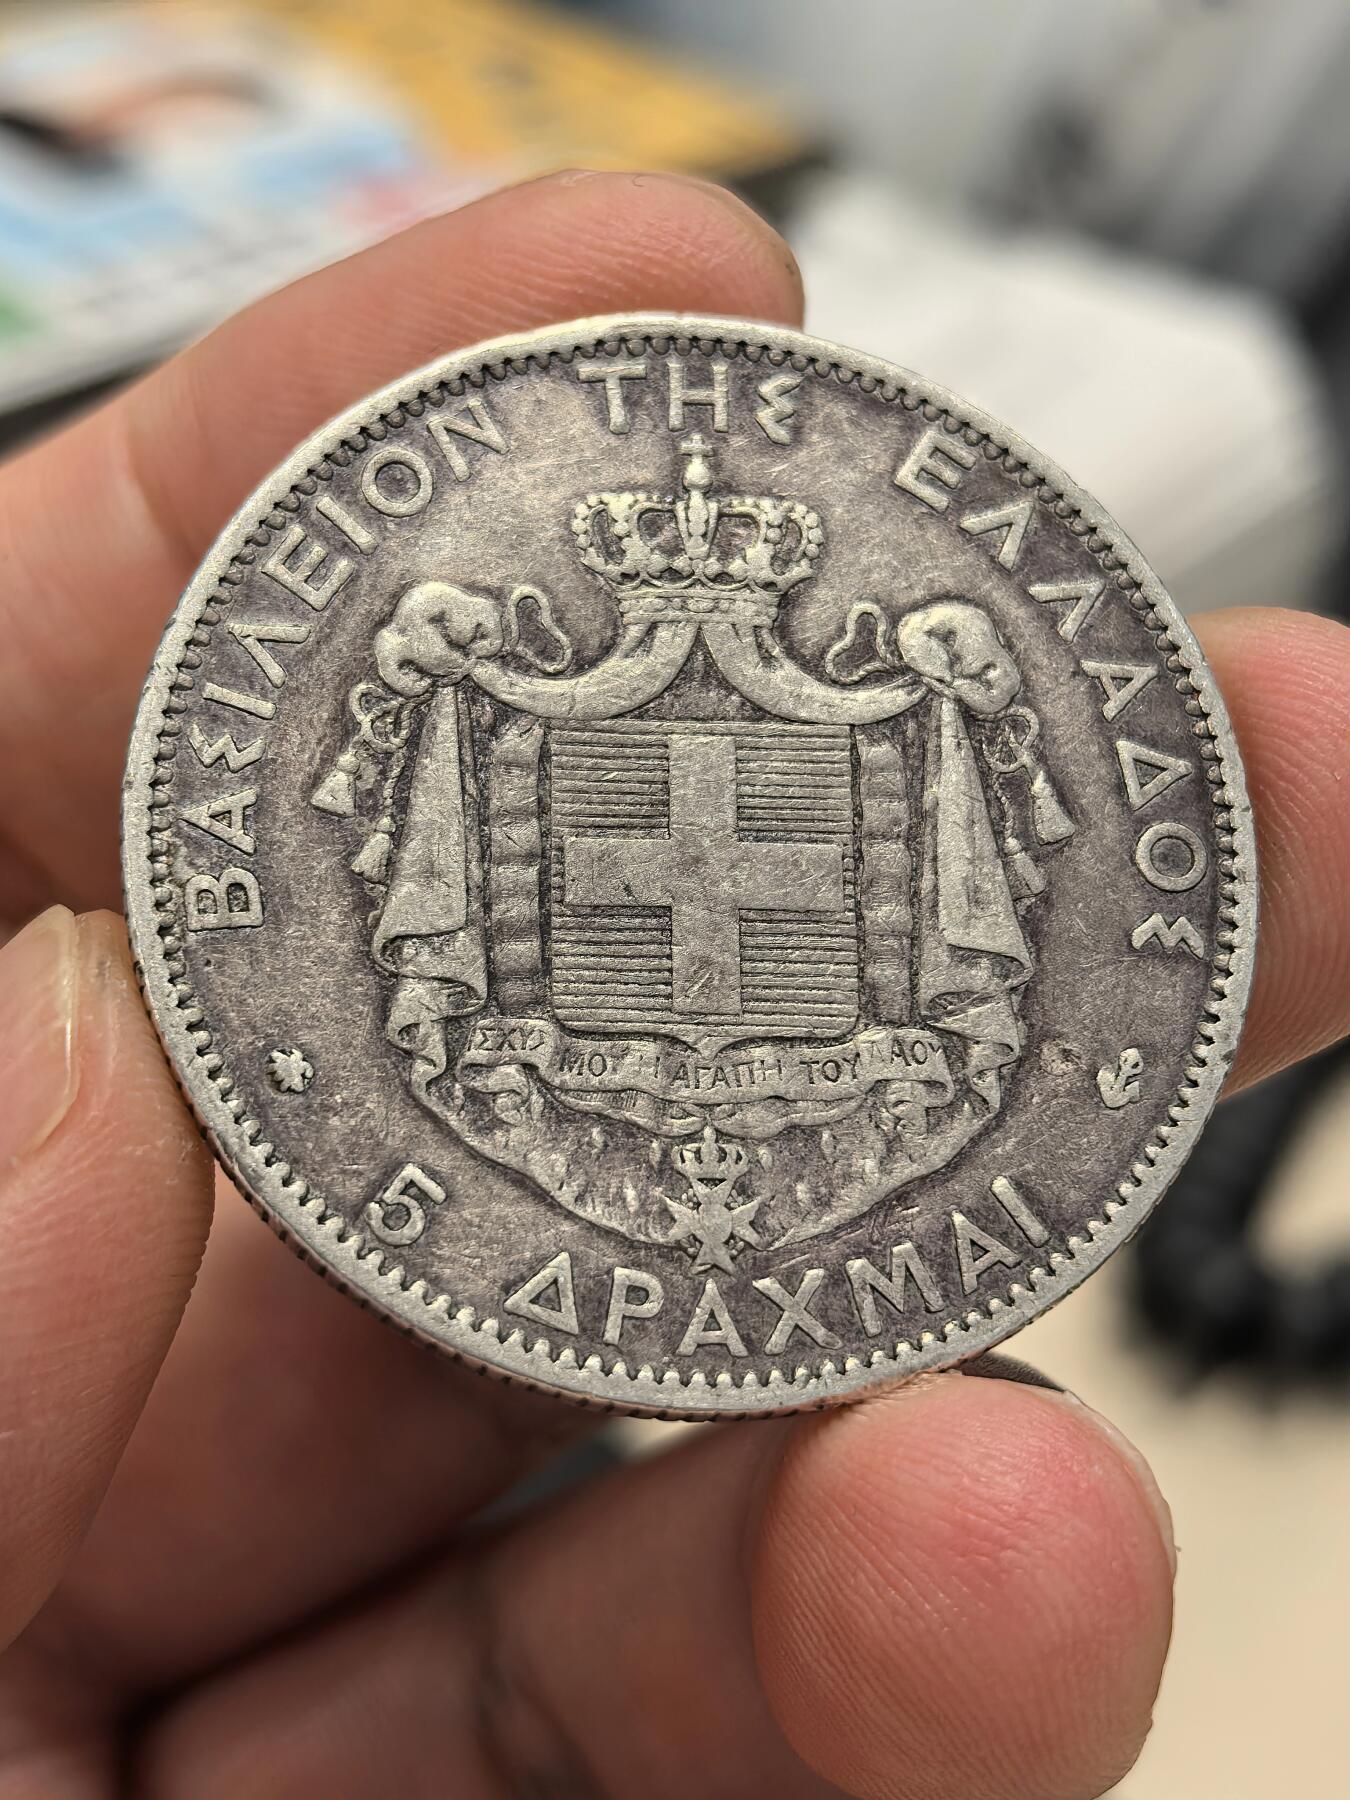 ΒΑΣΙΛΕΙΟΝ ΤΗΣ ΕΛΛΑΔΟΣ
ΙΣΧΥΣ ΜΟΥ Η ΑΓΑΠΗ ΤΟΥ ΛΑΟΥ
5 ΔΡΑΧΜΑΙ